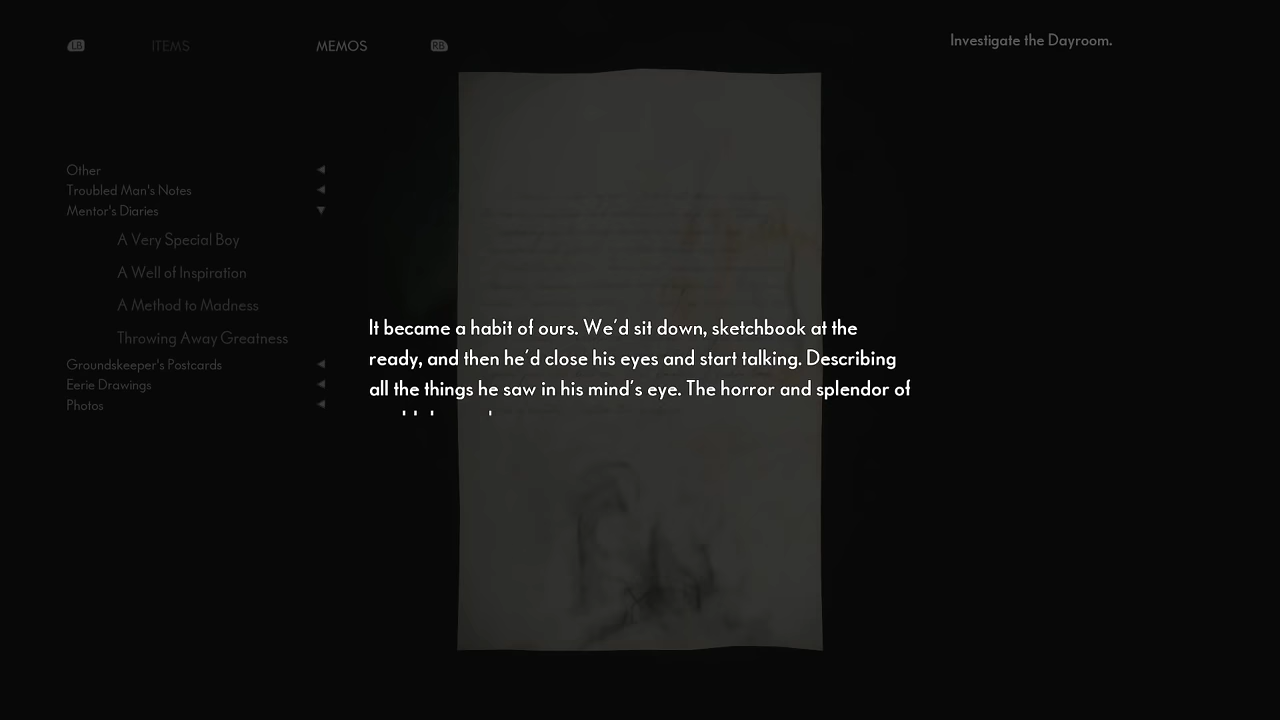 LB
ITEMS
MEMOS
RB
Investigate the Dayroom.
Other
Troubled Man's Notes
Mentor's Diaries
A Very Special Boy
A Well of Inspiration
A Method to Madness
Throwing Away Greatness
Groundskeeper's Postcards
Eerie Drawings
Photos
It became a habit of ours. We'd sit down, sketchbook at the
ready, and then he'd close his eyes and start talking. Describing
all the things he saw in his mind's eye. The horror and splendor of